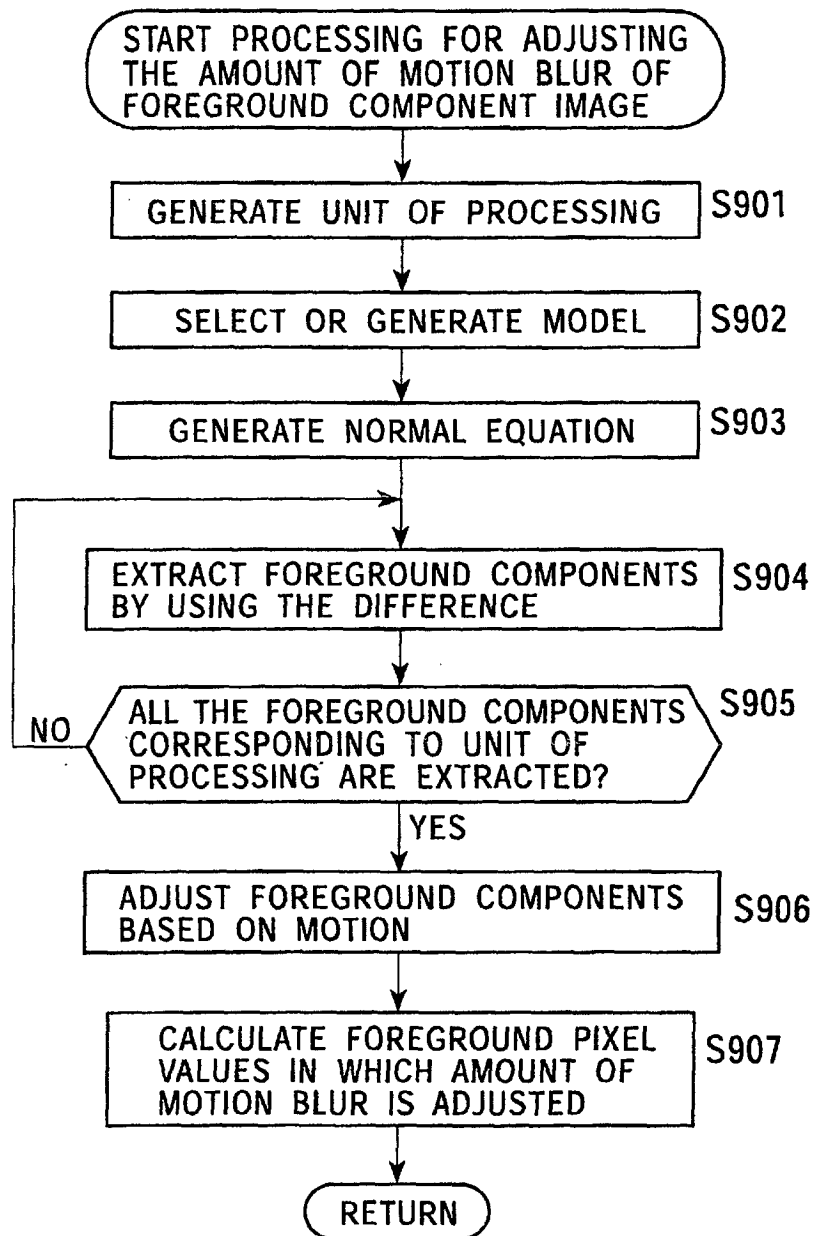 START PROCESSING FOR ADJUSTING
THE AMOUNT OF MOTION BLUR OF
FOREGROUND COMPONENT IMAGE
GENERATE UNIT OF PROCESSING
S901
SELECT OR GENERATE MODEL
S902
GENERATE NORMAL EQUATION
S903
EXTRACT FOREGROUND COMPONENTS
BY USING THE DIFFERENCE
S904
ALL THE FOREGROUND COMPONENTS
CORRESPONDING TO UNIT OF
PROCESSING ARE EXTRACTED?
S905
NO
YES
ADJUST FOREGROUND COMPONENTS
BASED ON MOTION
S906
CALCULATE FOREGROUND PIXEL
VALUES IN WHICH AMOUNT OF
MOTION BLUR IS ADJUSTED
S907
RETURN